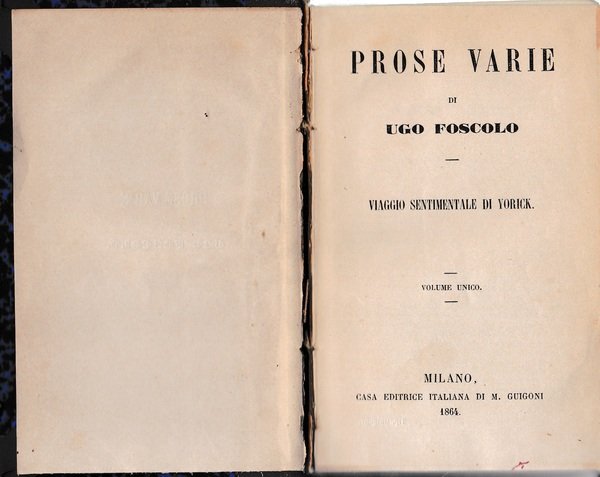 PROSE VARIE
DI
UGO FOSCOLO
VIAGGIO SENTIMENTALE DI YORICK.
VOLUME UNICO.
MILANO,
CASA EDITRICE ITALIANA DI M. GUIGONI
1864.